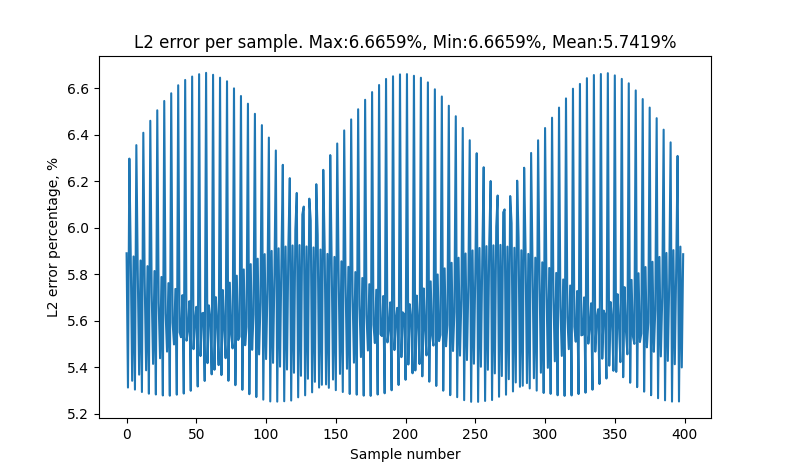 L2 error per sample. Max:6.6659%, Min:6.6659%, Mean:5.7419%
L2 error percentage, %
6.6
6.4
6.2
6.0
5.8
5.6
5.4
5.2
0 50 100 150 200 250 300 350 400
Sample number